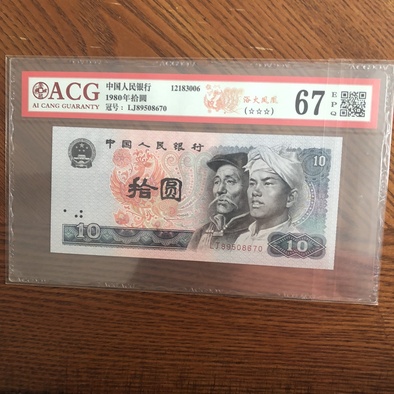 ACG
AI CANG GUARANTY
中国人民银行 12183006
1980年拾圆
冠号：LJ89508670
浴火凤凰
(☆☆☆)
67
EPQ
中国人民银行
10
拾圆
10
10
LJ89508670